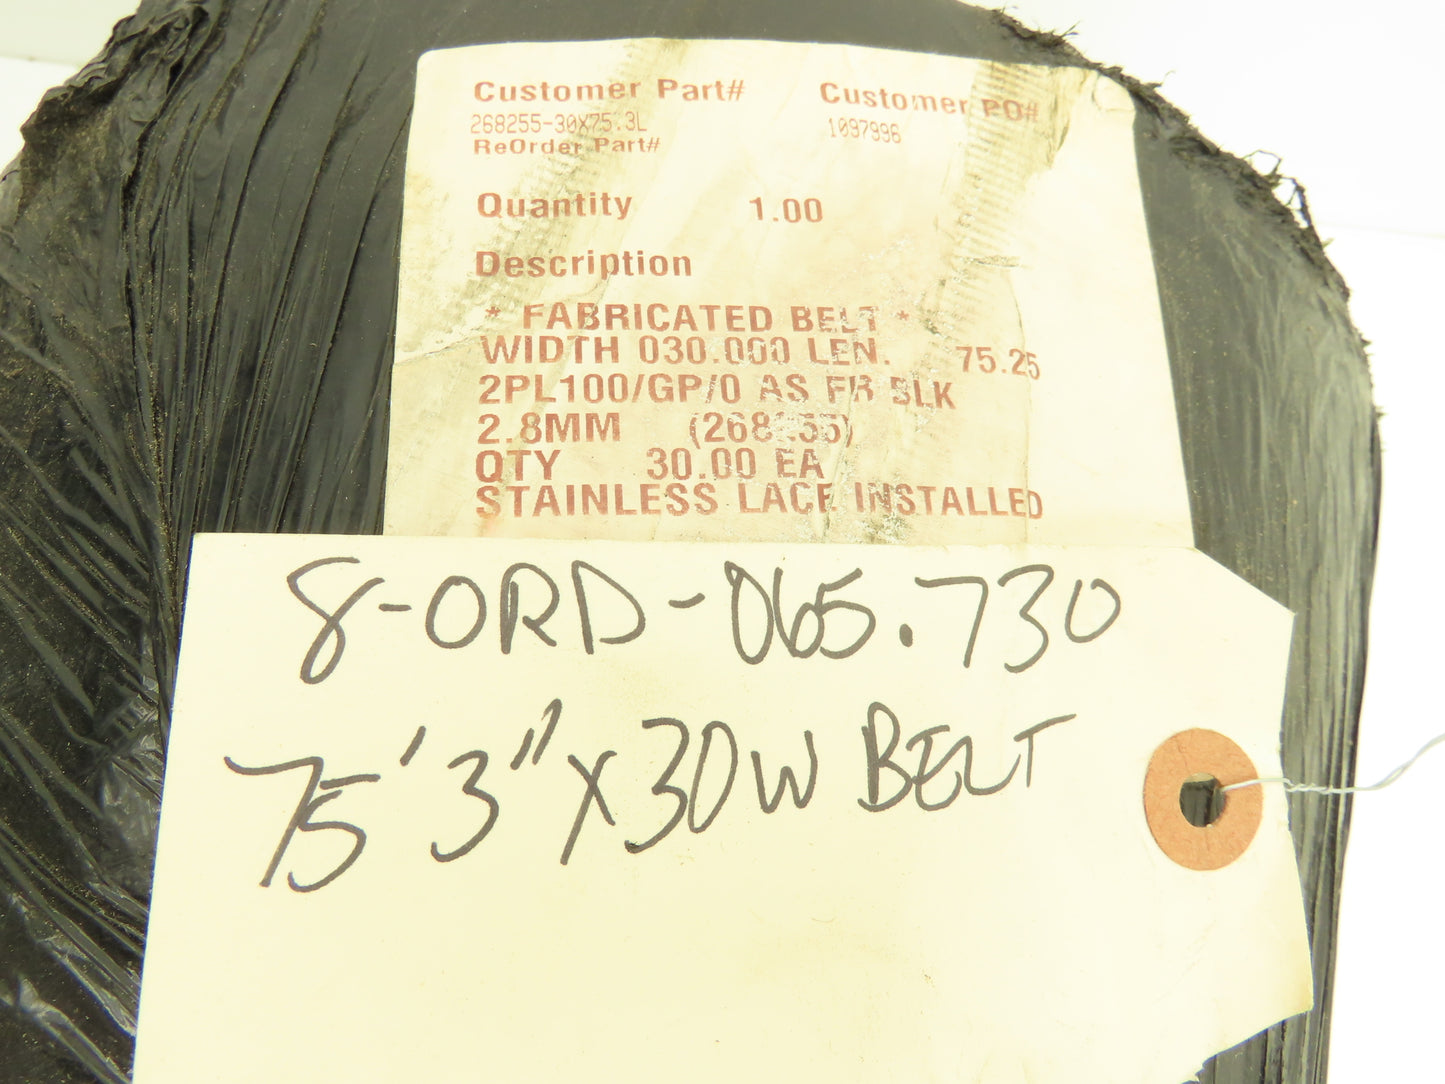 Customer Part# Customer PO#
268255-30X75.3L 1097996
ReOrder Part#
Quantity 1.00
Description
* FABRICATED BELT *
WIDTH 030.000 LEN. 75.25
2PL100/GP/0 AS FR BLK
2.8MM (268255)
QTY 30.00 EA
STAINLESS LACE INSTALLED
8-ORD-065.730
75'3" X 30W BELT